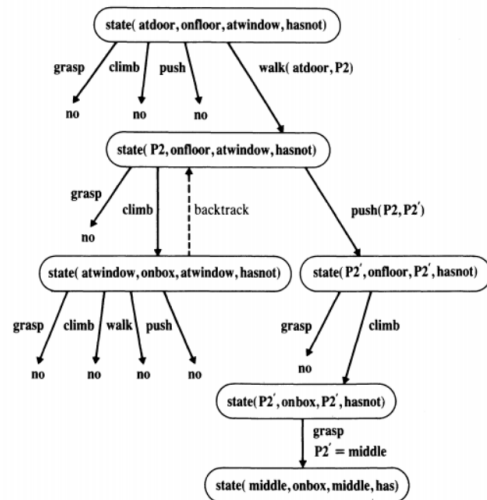 state( atdoor, onfloor, atwindow, hasnot)
grasp climb push walk( atdoor, P2)
no no no
state( P2, onfloor, atwindow, hasnot)
grasp climb backtrack push(P2, P2′)
no
state( atwindow, onbox, atwindow, hasnot) state( P2′, onfloor, P2′, hasnot)
grasp climb walk push grasp climb
no no no no no
state(P2′, onbox, P2′, hasnot)
grasp
P2′ = middle
state( middle, onbox, middle, has)